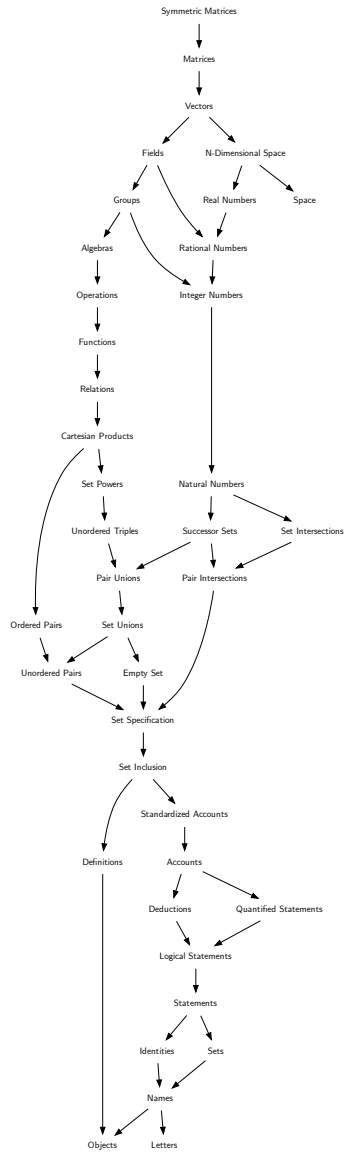 Symmetric Matrices
Matrices
Vectors
Fields
N-Dimensional Space
Groups
Real Numbers
Space
Algebras
Rational Numbers
Operations
Integer Numbers
Functions
Relations
Cartesian Products
Set Powers
Natural Numbers
Unordered Triples
Successor Sets
Set Intersections
Pair Unions
Pair Intersections
Ordered Pairs
Set Unions
Unordered Pairs
Empty Set
Set Specification
Set Inclusion
Standardized Accounts
Definitions
Accounts
Deductions
Quantified Statements
Logical Statements
Statements
Identities
Sets
Names
Objects
Letters